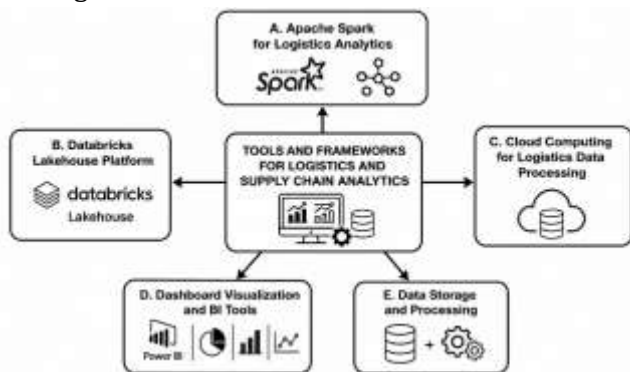 A. Apache Spark
for Logistics Analytics
APACHE
Spark
B. Databricks
Lakehouse Platform
databricks
Lakehouse
TOOLS AND FRAMEWORKS
FOR LOGISTICS AND
SUPPLY CHAIN ANALYTICS
C. Cloud Computing
for Logistics Data
Processing
D. Dashboard Visualization
and BI Tools
Power BI
E. Data Storage
and Processing
+